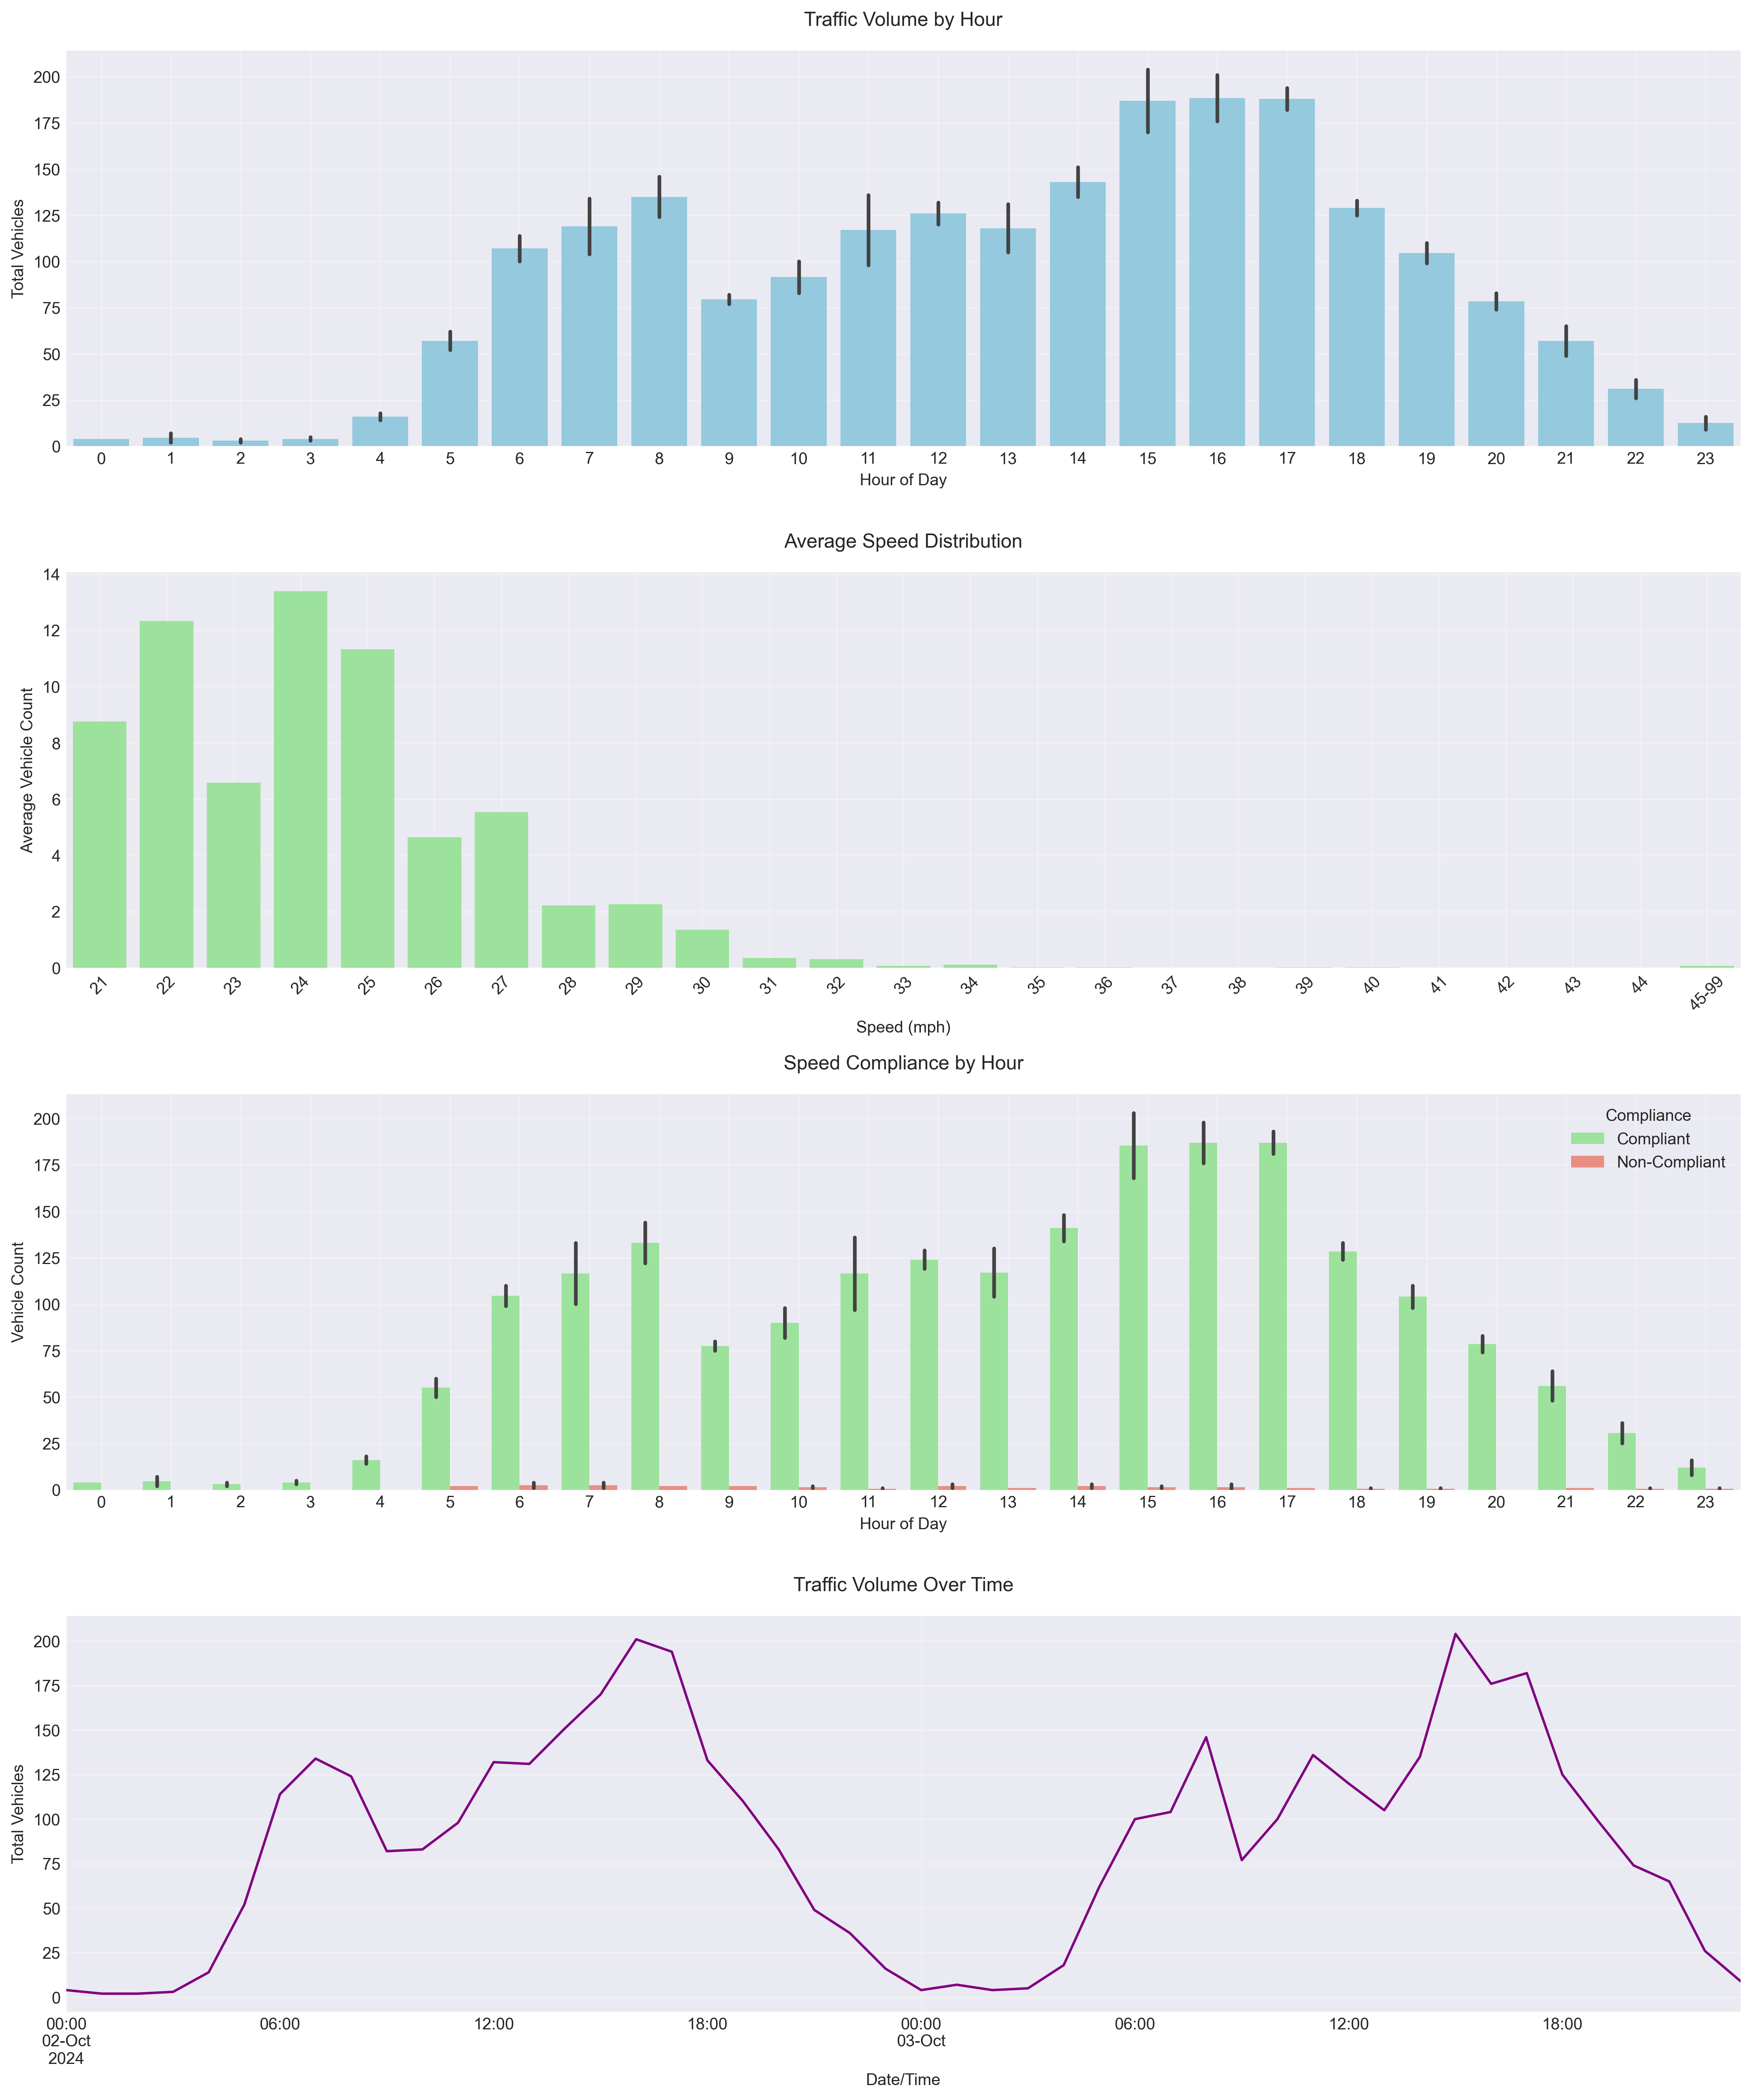 Traffic Volume by Hour
Total Vehicles
200
175
150
125
100
75
50
25
0
0 1 2 3 4 5 6 7 8 9 10 11 12 13 14 15 16 17 18 19 20 21 22 23
Hour of Day
Average Speed Distribution
Average Vehicle Count
14
12
10
8
6
4
2
0
21 22 23 24 25 26 27 28 29 30 31 32 33 34 35 36 37 38 39 40 41 42 43 44 45-99
Speed (mph)
Speed Compliance by Hour
Vehicle Count
200
175
150
125
100
75
50
25
0
Compliance
Compliant
Non-Compliant
0 1 2 3 4 5 6 7 8 9 10 11 12 13 14 15 16 17 18 19 20 21 22 23
Hour of Day
Traffic Volume Over Time
Total Vehicles
200
175
150
125
100
75
50
25
0
00:00 06:00 12:00 18:00 00:00 06:00 12:00 18:00
02-Oct 03-Oct
2024
Date/Time